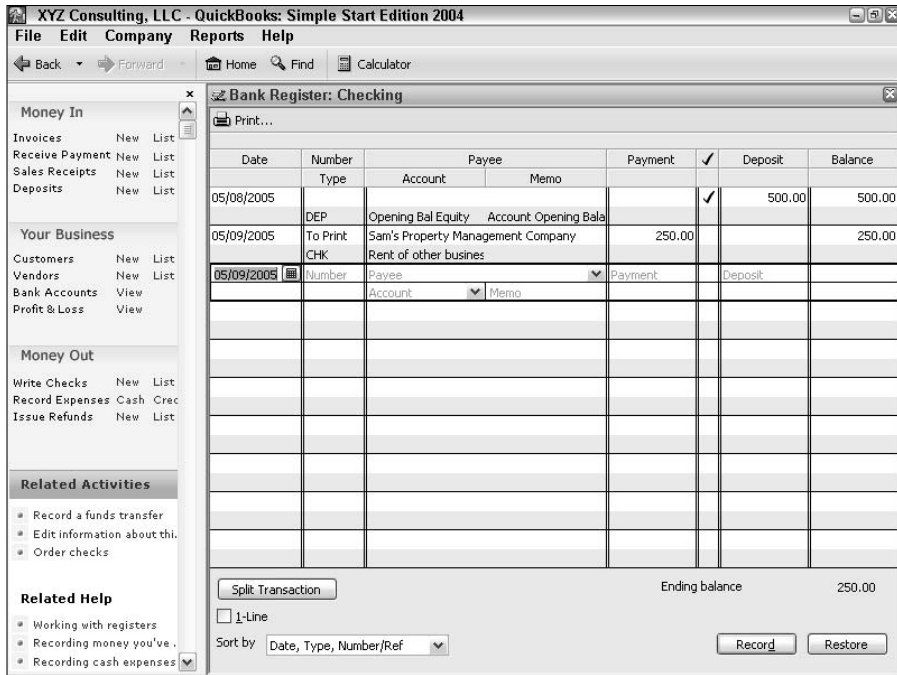 XYZ Consulting, LLC - QuickBooks: Simple Start Edition 2004
File Edit Company Reports Help
Back Forward Home Find Calculator
Money In
Invoices New List
Receive Payment New List
Sales Receipts New List
Deposits New List
Your Business
Customers New List
Vendors New List
Bank Accounts View
Profit & Loss View
Money Out
Write Checks New List
Record Expenses Cash Cred
Issue Refunds New List
Related Activities
Record a funds transfer
Edit information about thi.
Order checks
Related Help
Working with registers
Recording money you've .
Recording cash expenses
Bank Register: Checking
Print...
Date Number Payee Payment ✓ Deposit Balance
Type Account Memo
05/08/2005 ✓ 500.00 500.00
DEP Opening Bal Equity Account Opening Bala
05/09/2005 To Print Sam's Property Management Company 250.00 250.00
CHK Rent of other busines
05/09/2005 Number Payee Payment Deposit
Account Memo
Split Transaction Ending balance 250.00
1-Line
Sort by Date, Type, Number/Ref Record Restore